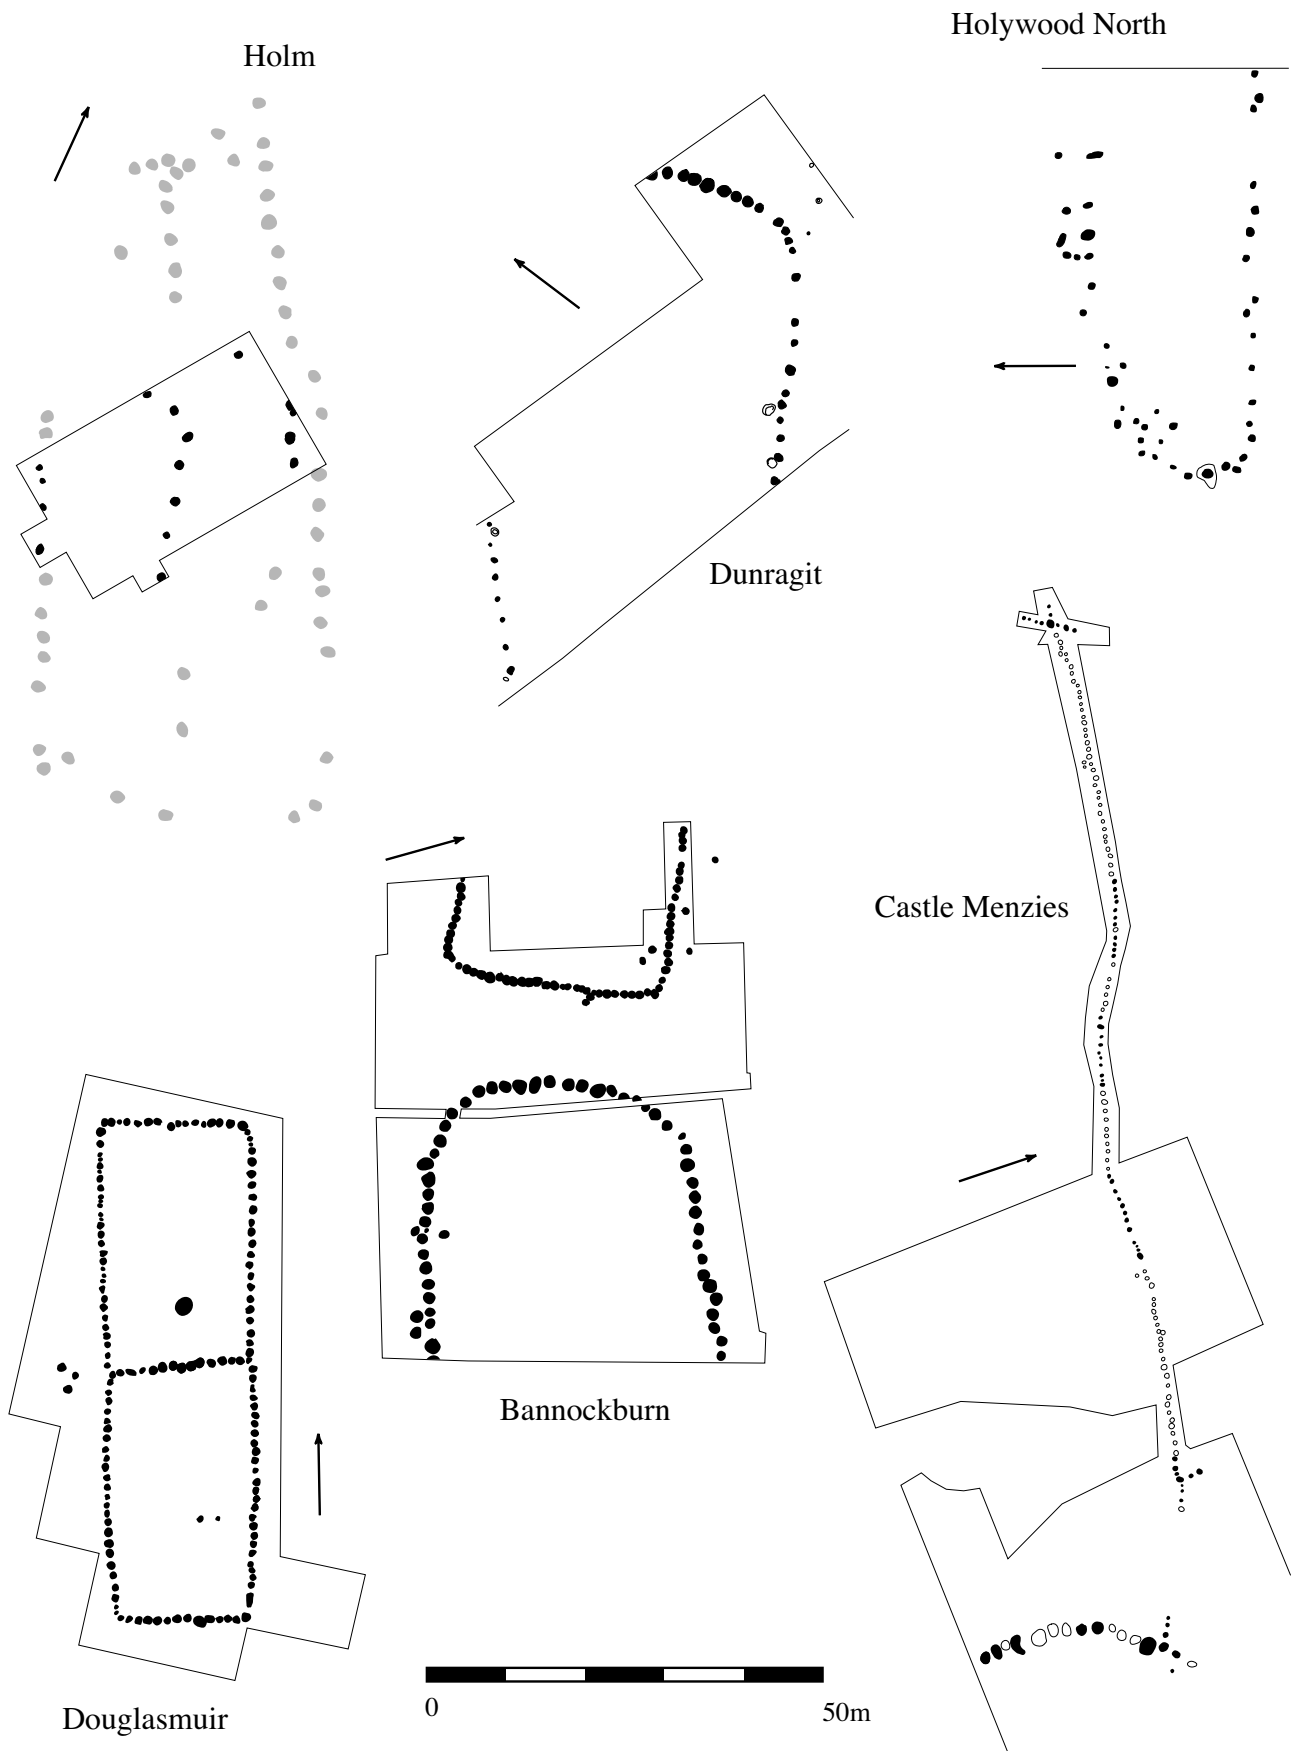 Holywood North
Holm
Dunragit
Castle Menzies
Bannockburn
Douglasmuir
0
50m